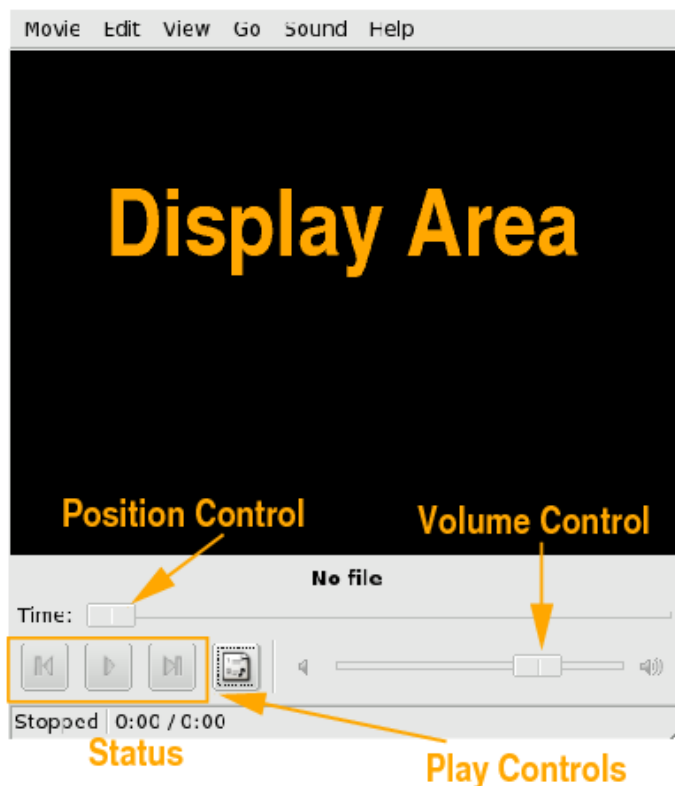 Movie Edit View Go Sound Help
Display Area
Position Control
Volume Control
No file
Time:
Stopped 0:00 / 0:00
Status
Play Controls